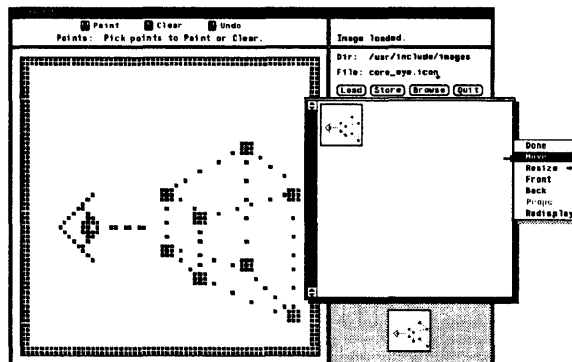 Paint Clear Undo
Points: Pick points to Paint or Clear.
Image loaded.
Dir: /usr/include/images
File: core_eye.icon
Load Store Browse Quit
Done
Move
Resize
Front
Back
Props
Redisplay